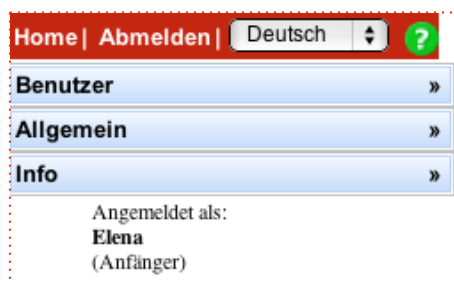 Home | Abmelden | Deutsch ?
Benutzer »
Allgemein »
Info »
Angemeldet als:
Elena
(Anfänger)